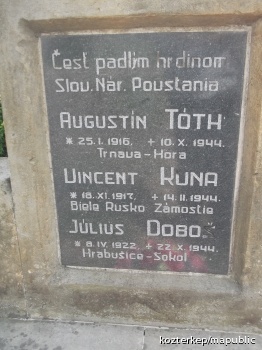 Česť padlým hrdinom
Slov. Nár. Povstania
AUGUSTÍN TÓTH
* 25. I. 1916, + 10. X. 1944.
Trnava-Hora
VINCENT KUNA
* 18. XI. 1917, + 14. II. 1944.
Biele Rusko Zámostie
JÚLIUS DOBO
* 8. IV. 1922, + 22. X. 1944.
Hrabušice-Sokol
kozterkep/mapublic